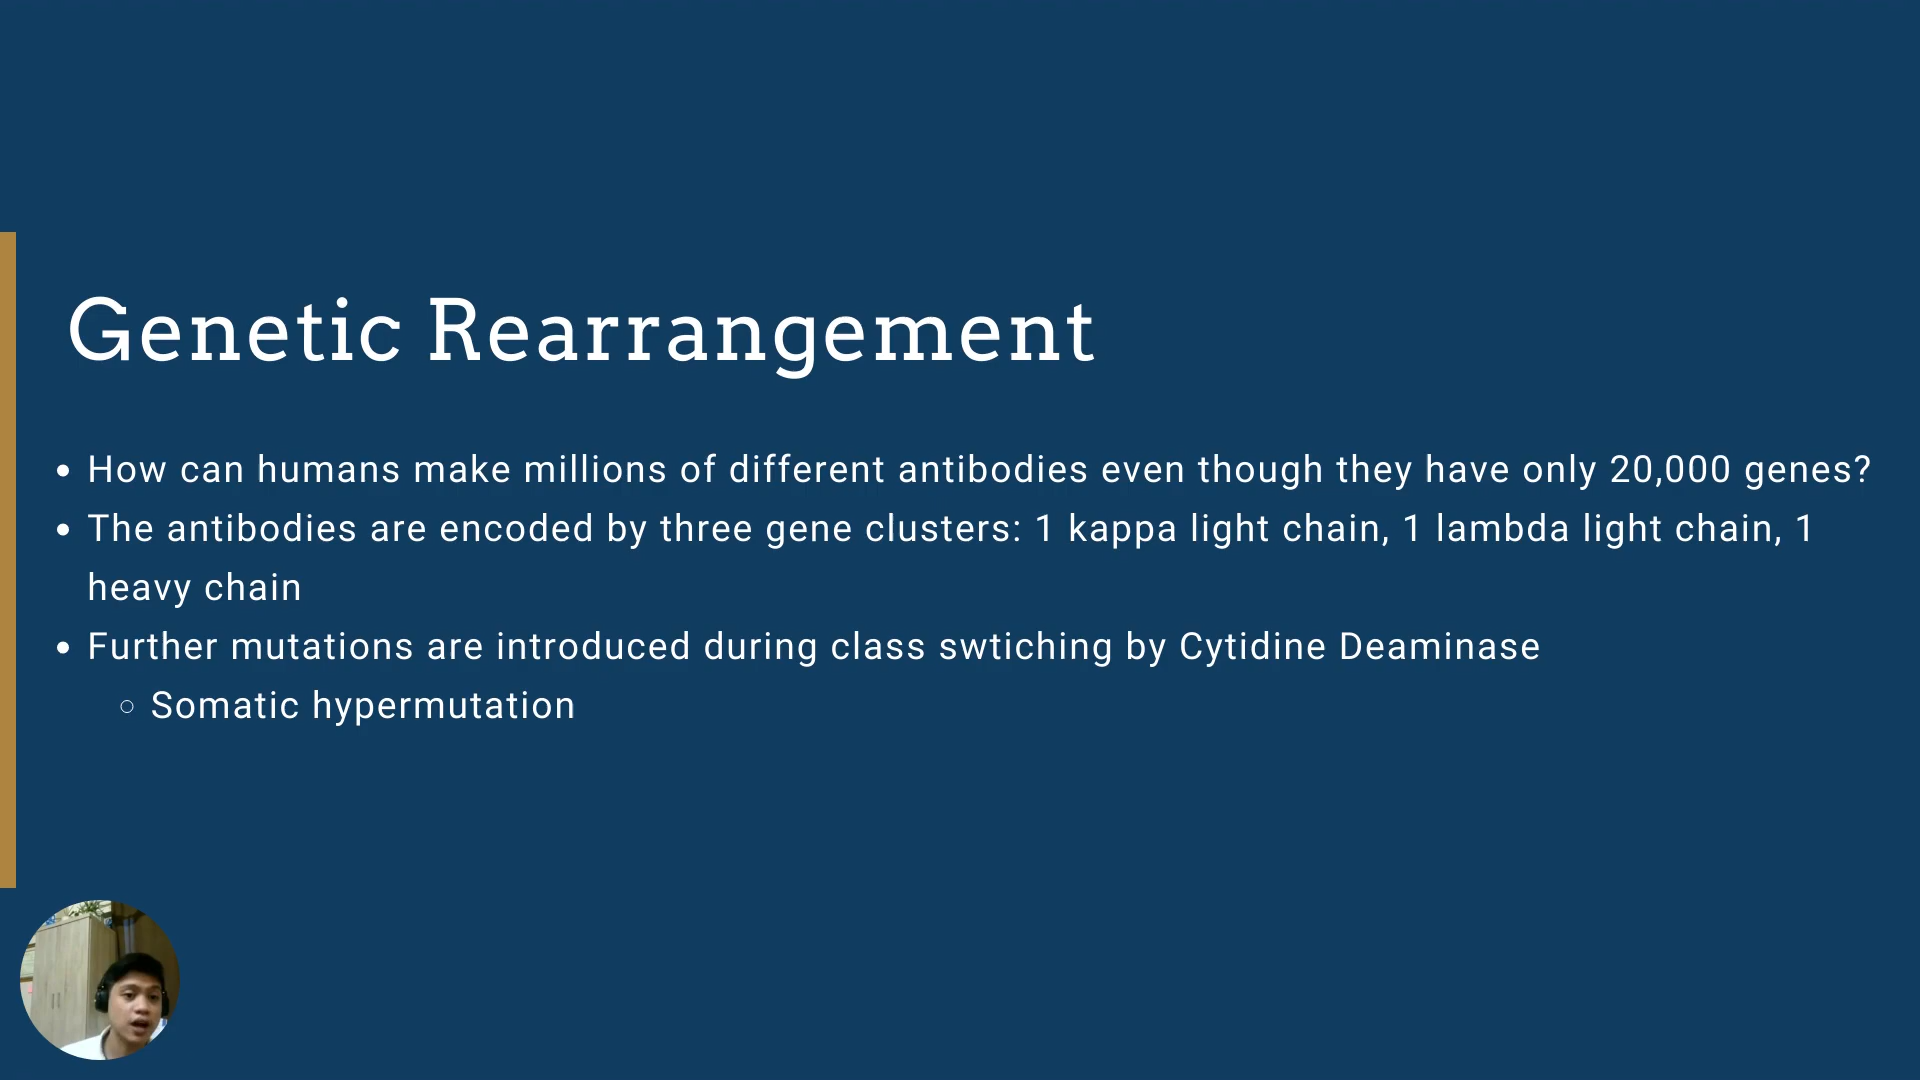 Genetic Rearrangement
• How can humans make millions of different antibodies even though they have only 20,000 genes?
• The antibodies are encoded by three gene clusters: 1 kappa light chain, 1 lambda light chain, 1
heavy chain
• Further mutations are introduced during class swtiching by Cytidine Deaminase
○ Somatic hypermutation